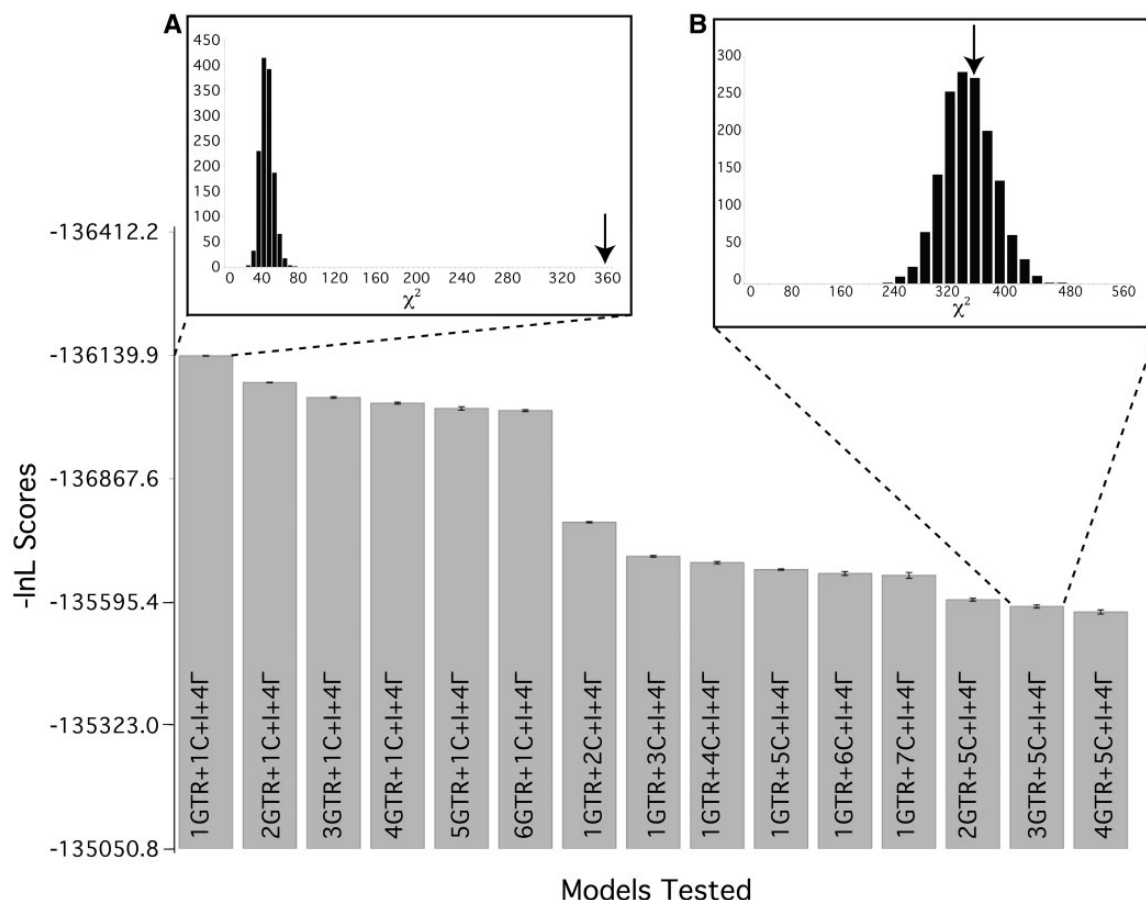 A
450
400
350
300
250
200
150
100
50
0
0 40 80 120 160 200 240 280 320 360
χ2
B
300
250
200
150
100
50
0
0 80 160 240 320 400 480 560
χ2
-lnL Scores
-136412.2
-136139.9
-136867.6
-135595.4
-135323.0
-135050.8
1GTR+1C+I+4Γ
2GTR+1C+I+4Γ
3GTR+1C+I+4Γ
4GTR+1C+I+4Γ
5GTR+1C+I+4Γ
6GTR+1C+I+4Γ
1GTR+2C+I+4Γ
1GTR+3C+I+4Γ
1GTR+4C+I+4Γ
1GTR+5C+I+4Γ
1GTR+6C+I+4Γ
1GTR+7C+I+4Γ
2GTR+5C+I+4Γ
3GTR+5C+I+4Γ
4GTR+5C+I+4Γ
Models Tested